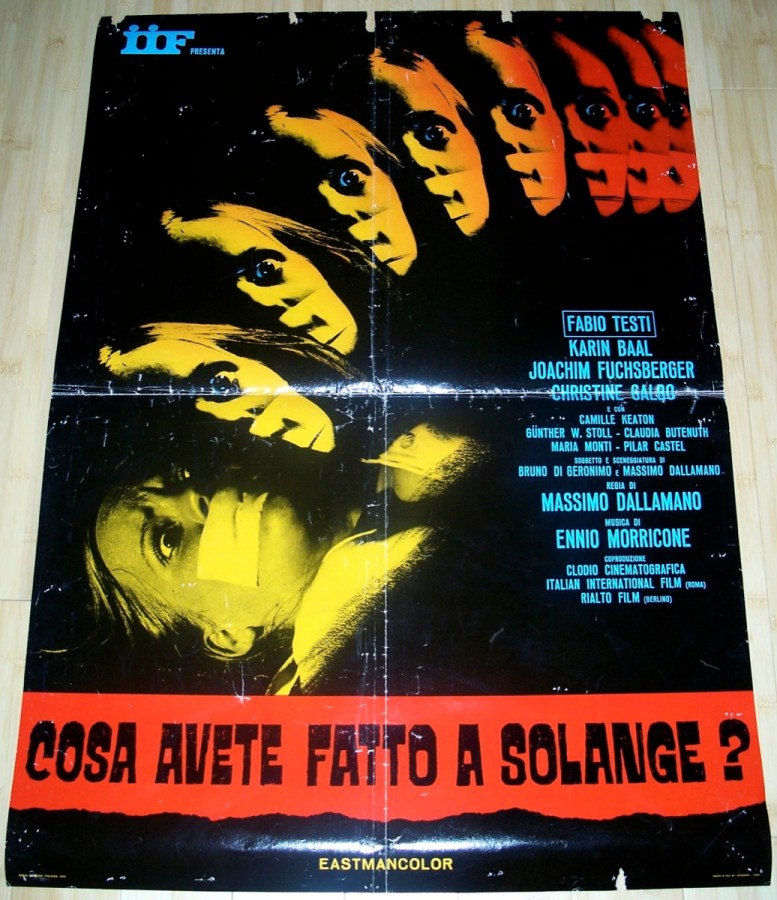 iiF PRESENTA
FABIO TESTI
KARIN BAAL
JOACHIM FUCHSBERGER
CHRISTINE GALBO
E CON
CAMILLE KEATON
GÜNTHER W. STOLL - CLAUDIA BUTENUTH
MARIA MONTI - PILAR CASTEL
SOGGETTO E SCENEGGIATURA DI
BRUNO DI GERONIMO E MASSIMO DALLAMANO
REGIA DI
MASSIMO DALLAMANO
MUSICA DI
ENNIO MORRICONE
COPRODUZIONE
CLODIO CINEMATOGRAFICA
ITALIAN INTERNATIONAL FILM (ROMA)
RIALTO FILM (BERLINO)
COSA AVETE FATTO A SOLANGE ?
EASTMANCOLOR